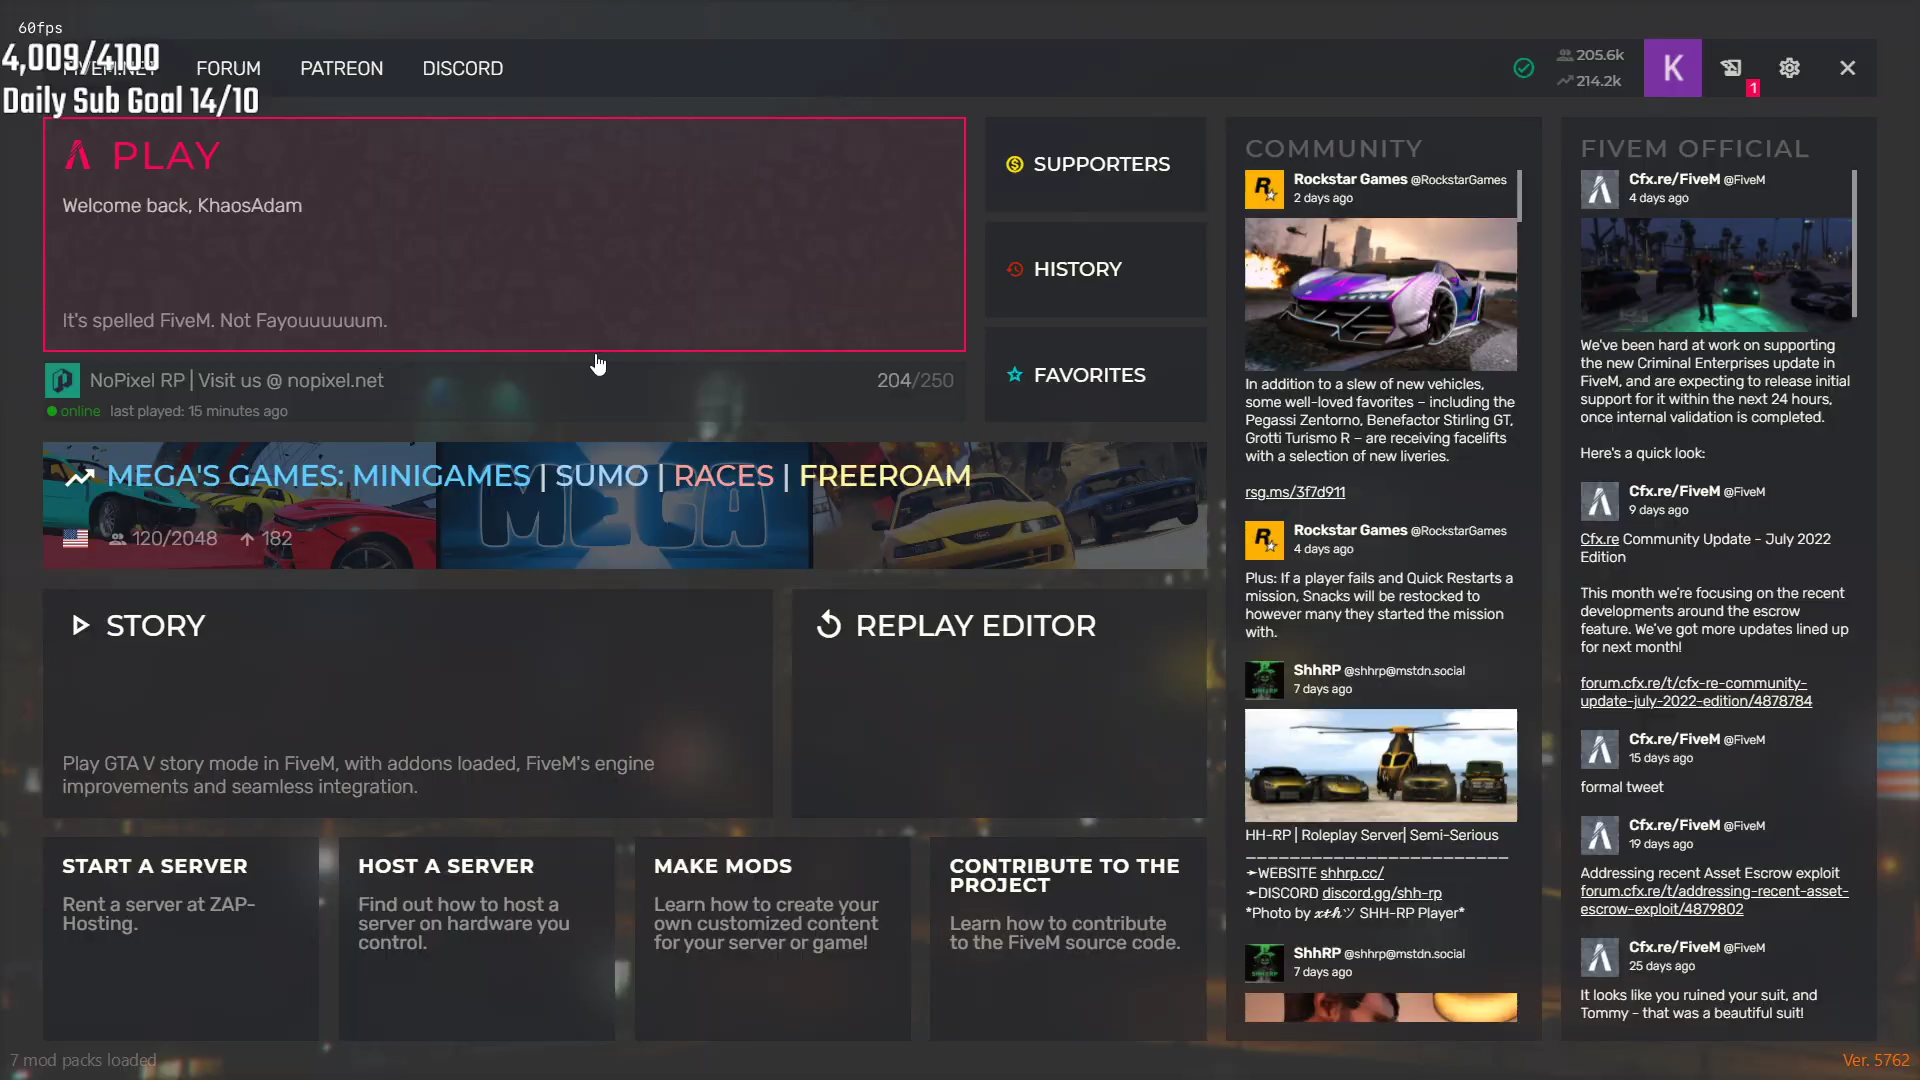 60fps
4,009/4100
Daily Sub Goal 14/10
FIVEM.NET
FORUM
PATREON
DISCORD
205.6k
214.2k
K
1
PLAY
Welcome back, KhaosAdam
It's spelled FiveM. Not Fayouuuuuum.
NoPixel RP | Visit us @ nopixel.net
204/250
online last played: 15 minutes ago
SUPPORTERS
HISTORY
FAVORITES
MEGA'S GAMES: MINIGAMES | SUMO | RACES | FREEROAM
MEGA
120/2048
182
STORY
Play GTA V story mode in FiveM, with addons loaded, FiveM's engine
improvements and seamless integration.
REPLAY EDITOR
START A SERVER
Rent a server at ZAP-
Hosting.
HOST A SERVER
Find out how to host a
server on hardware you
control.
MAKE MODS
Learn how to create your
own customized content
for your server or game!
CONTRIBUTE TO THE
PROJECT
Learn how to contribute
to the FiveM source code.
COMMUNITY
Rockstar Games @RockstarGames
2 days ago
In addition to a slew of new vehicles,
some well-loved favorites – including the
Pegassi Zentorno, Benefactor Stirling GT,
Grotti Turismo R – are receiving facelifts
with a selection of new liveries.
rsg.ms/3f7d911
Rockstar Games @RockstarGames
4 days ago
Plus: If a player fails and Quick Restarts a
mission, Snacks will be restocked to
however many they started the mission
with.
ShhRP @shhrp@mstdn.social
7 days ago
HH-RP | Roleplay Server| Semi-Serious
________________________
➛WEBSITE shhrp.cc/
➛DISCORD discord.gg/shh-rp
*Photo by 𝔁𝓽𝓱ツ SHH-RP Player*
ShhRP @shhrp@mstdn.social
7 days ago
FIVEM OFFICIAL
Cfx.re/FiveM @FiveM
4 days ago
We've been hard at work on supporting
the new Criminal Enterprises update in
FiveM, and are expecting to release initial
support for it within the next 24 hours,
once internal validation is completed.
Here's a quick look:
Cfx.re/FiveM @FiveM
9 days ago
Cfx.re Community Update - July 2022
Edition
This month we're focusing on the recent
developments around the escrow
feature. We've got more updates lined up
for next month!
forum.cfx.re/t/cfx-re-community-
update-july-2022-edition/4878784
Cfx.re/FiveM @FiveM
15 days ago
formal tweet
Cfx.re/FiveM @FiveM
19 days ago
Addressing recent Asset Escrow exploit
forum.cfx.re/t/addressing-recent-asset-
escrow-exploit/4879802
Cfx.re/FiveM @FiveM
25 days ago
It looks like you ruined your suit, and
Tommy - that was a beautiful suit!
7 mod packs loaded
Ver. 5762